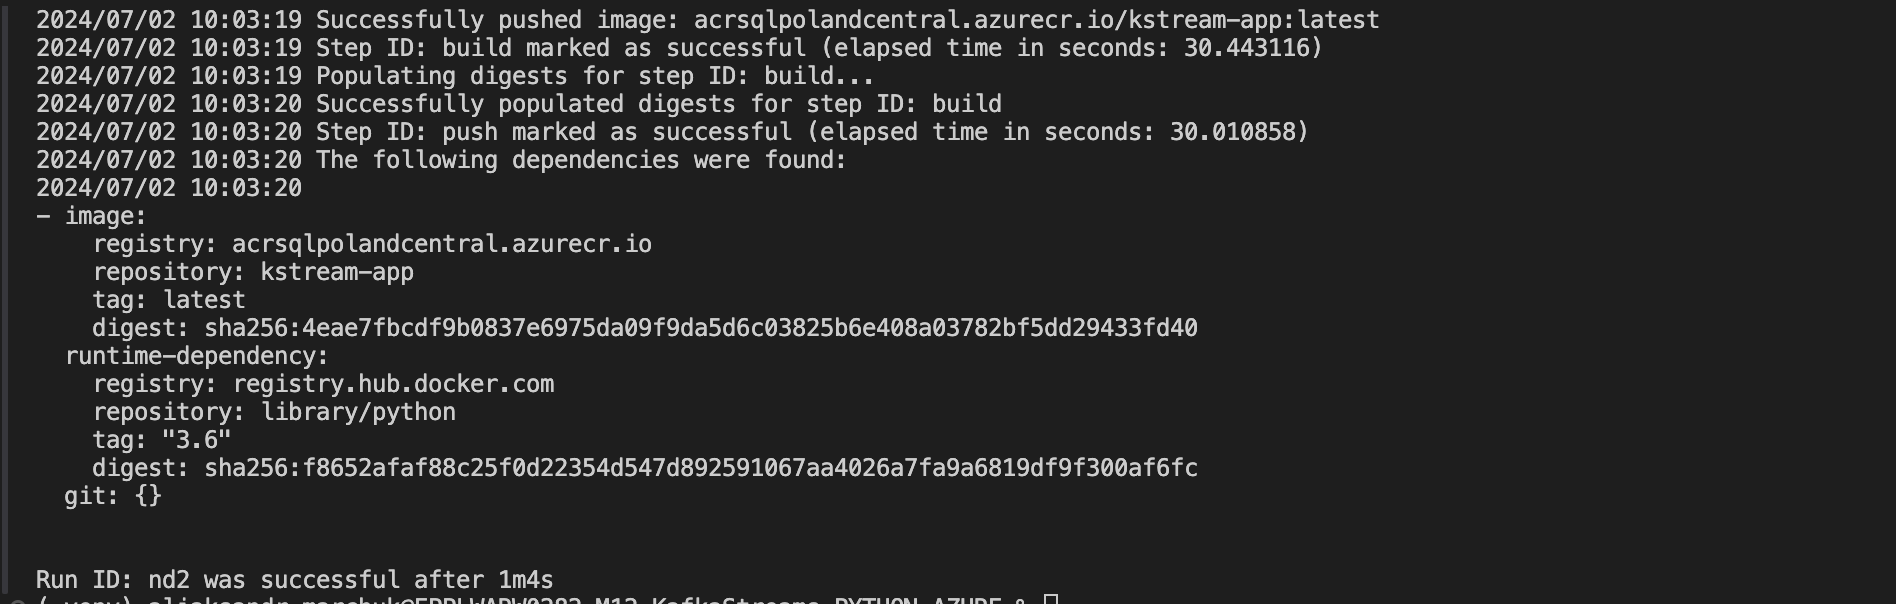 2024/07/02 10:03:19 Successfully pushed image: acrsqlpolandcentral.azurecr.io/kstream-app:latest
2024/07/02 10:03:19 Step ID: build marked as successful (elapsed time in seconds: 30.443116)
2024/07/02 10:03:19 Populating digests for step ID: build...
2024/07/02 10:03:20 Successfully populated digests for step ID: build
2024/07/02 10:03:20 Step ID: push marked as successful (elapsed time in seconds: 30.010858)
2024/07/02 10:03:20 The following dependencies were found:
2024/07/02 10:03:20
- image:
    registry: acrsqlpolandcentral.azurecr.io
    repository: kstream-app
    tag: latest
    digest: sha256:4eae7fbcdf9b0837e6975da09f9da5d6c03825b6e408a03782bf5dd29433fd40
  runtime-dependency:
    registry: registry.hub.docker.com
    repository: library/python
    tag: "3.6"
    digest: sha256:f8652afaf88c25f0d22354d547d892591067aa4026a7fa9a6819df9f300af6fc
  git: {}
Run ID: nd2 was successful after 1m4s